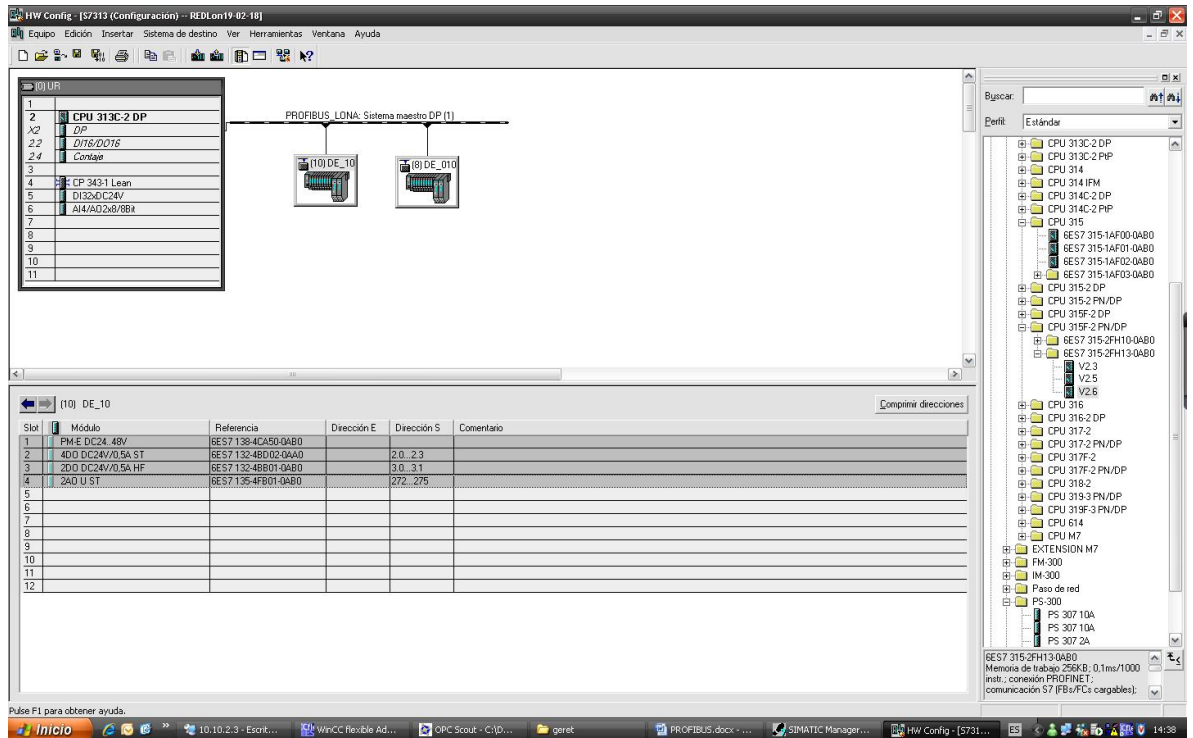 HW Config - [S7313 (Configuración) -- REDLon19-02-18]
Equipo Edición Insertar Sistema de destino Ver Herramientas Ventana Ayuda
(0) UR
1
2 CPU 313C-2 DP
X2 DP
2.2 DI16/DO16
2.4 Contaje
3
4 CP 343-1 Lean
5 DI32xDC24V
6 AI4/AO2x8/8Bit
7
8
9
10
11
PROFIBUS_LONA: Sistema maestro DP (1)
(10) DE_10
(8) DE_010
(10) DE_10
Comprimir direcciones
Slot Módulo Referencia Dirección E Dirección S Comentario
1 PM-E DC24..48V 6ES7 138-4CA50-0AB0
2 4DO DC24V/0,5A ST 6ES7 132-4BD02-0AA0 2.0...2.3
3 2DO DC24V/0,5A HF 6ES7 132-4BB01-0AB0 3.0...3.1
4 2AO U ST 6ES7 135-4FB01-0AB0 272...275
5
6
7
8
9
10
11
12
Buscar:
Perfil: Estándar
CPU 313C-2 DP
CPU 313C-2 PtP
CPU 314
CPU 314 IFM
CPU 314C-2 DP
CPU 314C-2 PtP
CPU 315
6ES7 315-1AF00-0AB0
6ES7 315-1AF01-0AB0
6ES7 315-1AF02-0AB0
6ES7 315-1AF03-0AB0
CPU 315-2 DP
CPU 315-2 PN/DP
CPU 315F-2 DP
CPU 315F-2 PN/DP
6ES7 315-2FH10-0AB0
6ES7 315-2FH13-0AB0
V2.3
V2.5
V2.6
CPU 316
CPU 316-2 DP
CPU 317-2
CPU 317-2 PN/DP
CPU 317F-2
CPU 317F-2 PN/DP
CPU 318-2
CPU 319-3 PN/DP
CPU 319F-3 PN/DP
CPU 614
CPU M7
EXTENSION M7
FM-300
IM-300
Paso de red
PS-300
PS 307 10A
PS 307 10A
PS 307 2A
6ES7 315-2FH13-0AB0
Memoria de trabajo 256KB; 0,1ms/1000
instr.; conexión PROFINET;
comunicación S7 (FBs/FCs cargables);
Pulse F1 para obtener ayuda.
Inicio
10.10.2.3 - Escrit...
WinCC flexible Ad...
OPC Scout - C:\D...
geret
PROFIBUS.docx - ...
SIMATIC Manager...
HW Config - [S731...
ES
14:38